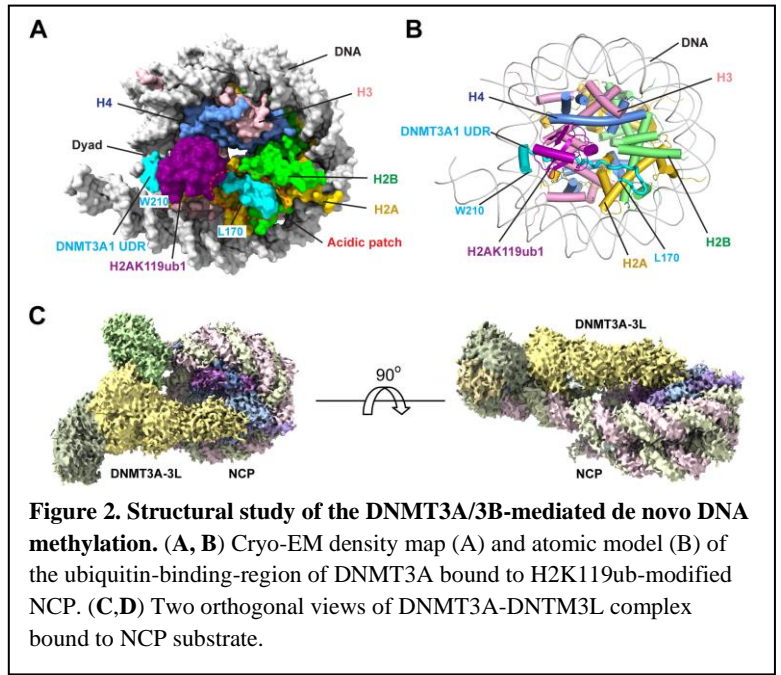 A
B
DNA
DNA
H4
H3
H3
H4
Dyad
DNMT3A1 UDR
W210
H2B
H2A
W210
DNMT3A1 UDR
L170
Acidic patch
H2AK119ub1
H2AK119ub1
H2A
L170
H2B
C
DNMT3A-3L
90°
DNMT3A-3L
NCP
NCP
Figure 2. Structural study of the DNMT3A/3B-mediated de novo DNA
methylation. (A, B) Cryo-EM density map (A) and atomic model (B) of
the ubiquitin-binding-region of DNMT3A bound to H2K119ub-modified
NCP. (C,D) Two orthogonal views of DNMT3A-DNTM3L complex
bound to NCP substrate.